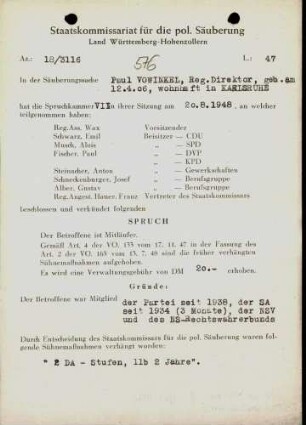 Staatskommissariat für die pol. Säuberung
Land Württemberg-Hohenzollern
Az.: 18/3116
L.: 47
576
In der Säuberungssache Paul VOWINKEL, Reg.Direktor, geb.am
12.4.06, wohnhaft in KARLSRUHE
hat die Spruchkammer VII in ihrer Sitzung am 20.8.1948, an welcher
teilgenommen haben:
Reg.Ass. Wax Vorsitzender
Schwarz, Emil Beisitzer — CDU
Musch, Alois „ — SPD
Fischer, Paul „ — DVP
„ — KPD
Steinacher, Anton „ — Gewerkschaften
Schneckenburger, Josef „ — Berufsgruppe
Alber, Gustav „ — Berufsgruppe
Reg.Angest. Hauer, Franz Vertreter des Staatskommissars
beschlossen und verkündet folgenden
SPRUCH
Der Betroffene ist Mitläufer.
Gemäß Art. 4 der VO. 133 vom 17. 11. 47 in der Fassung des
Art. 2 der VO. 165 vom 13. 7. 48 sind die früher verhängten
Sühnemaßnahmen aufgehoben.
Es wird eine Verwaltungsgebühr von DM 20.- erhoben.
Gründe:
Der Betroffene war Mitglied der Partei seit 1938, der SA
seit 1934 (3 Monate), der NSV
und des NS-Rechtswahrerbunde
Durch Entscheidung des Staatskommissars für die pol. Säuberung waren folgende Sühnemaßnahmen verhängt worden:
" 2 DA - Stufen, 11b 2 Jahre".